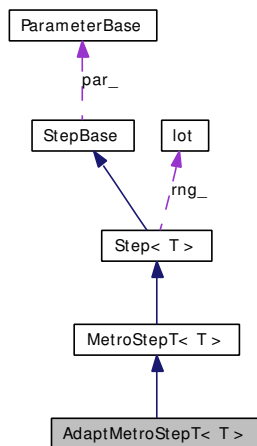 ParameterBase
par_
StepBase
lot
rng_
Step< T >
MetroStepT< T >
AdaptMetroStepT< T >